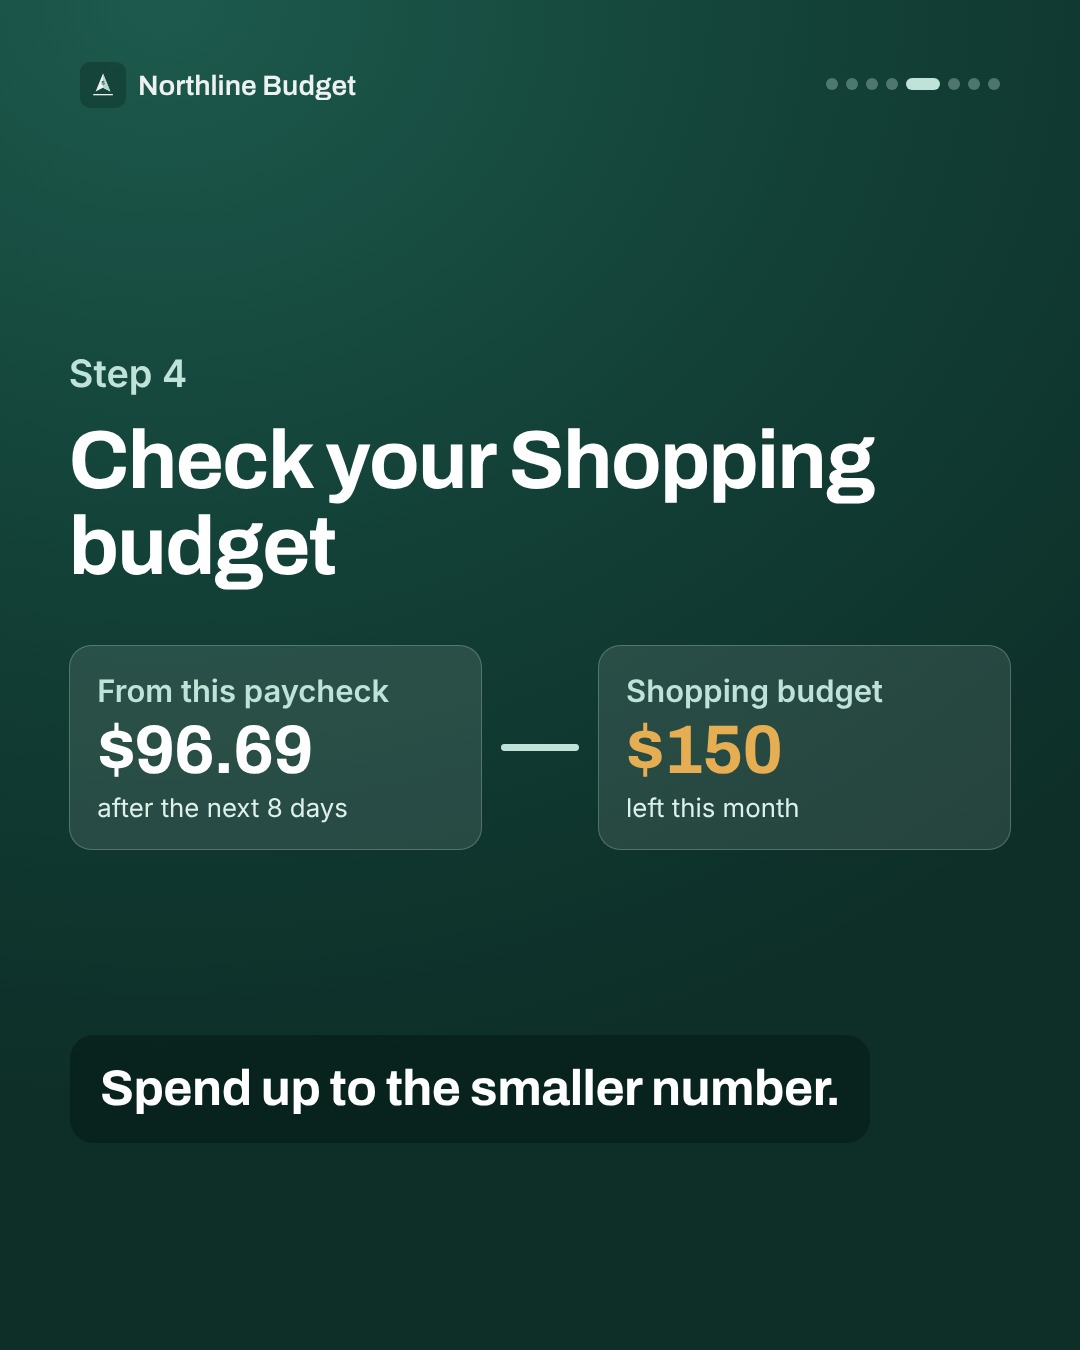 Northline Budget
Step 4
Check your Shopping
budget
From this paycheck
$96.69
after the next 8 days
Shopping budget
$150
left this month
Spend up to the smaller number.